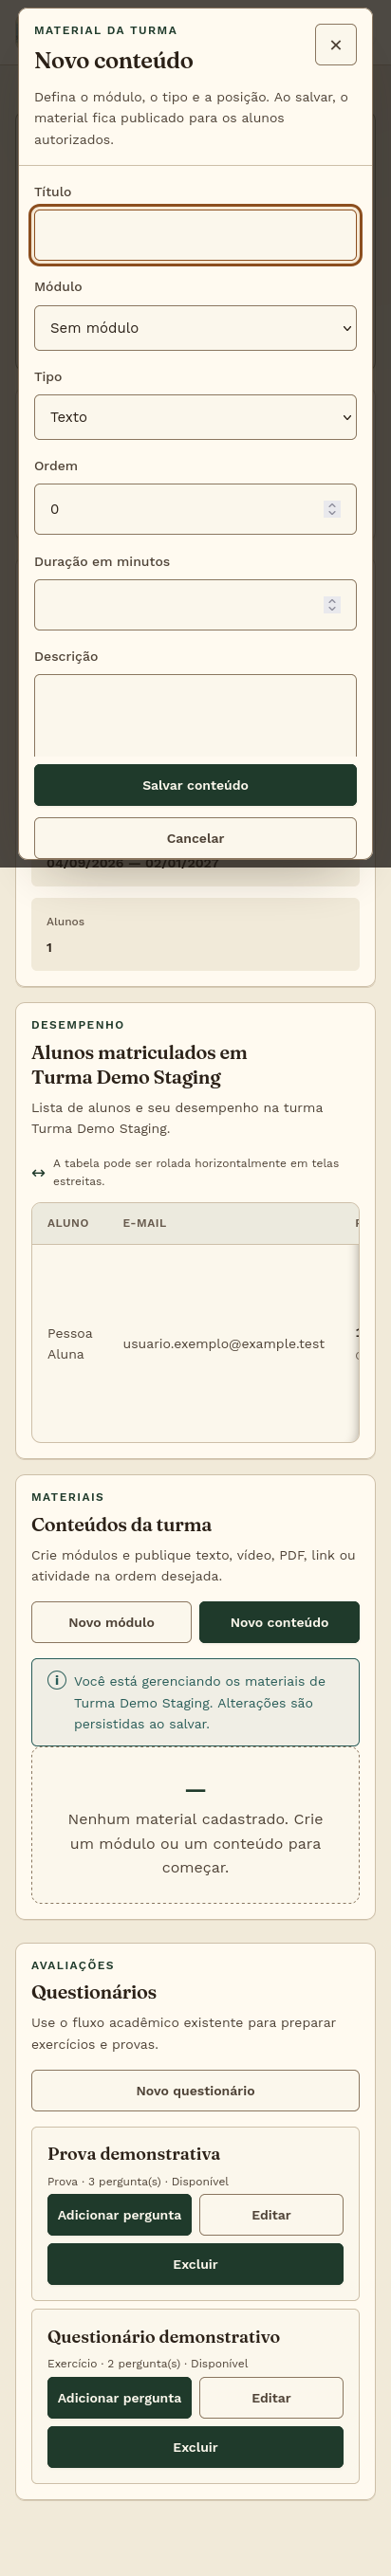 MATERIAL DA TURMA
Novo conteúdo
Defina o módulo, o tipo e a posição. Ao salvar, o
material fica publicado para os alunos
autorizados.
Título
Módulo
Sem módulo
Tipo
Texto
Ordem
0
Duração em minutos
Descrição
Salvar conteúdo
Cancelar
04/09/2026 — 02/01/2027
Alunos
1
DESEMPENHO
Alunos matriculados em
Turma Demo Staging
Lista de alunos e seu desempenho na turma
Turma Demo Staging.
A tabela pode ser rolada horizontalmente em telas
estreitas.
ALUNO E-MAIL
Pessoa
Aluna
usuario.exemplo@example.test
MATERIAIS
Conteúdos da turma
Crie módulos e publique texto, vídeo, PDF, link ou
atividade na ordem desejada.
Novo módulo Novo conteúdo
Você está gerenciando os materiais de
Turma Demo Staging. Alterações são
persistidas ao salvar.
—
Nenhum material cadastrado. Crie
um módulo ou um conteúdo para
começar.
AVALIAÇÕES
Questionários
Use o fluxo acadêmico existente para preparar
exercícios e provas.
Novo questionário
Prova demonstrativa
Prova · 3 pergunta(s) · Disponível
Adicionar pergunta Editar
Excluir
Questionário demonstrativo
Exercício · 2 pergunta(s) · Disponível
Adicionar pergunta Editar
Excluir